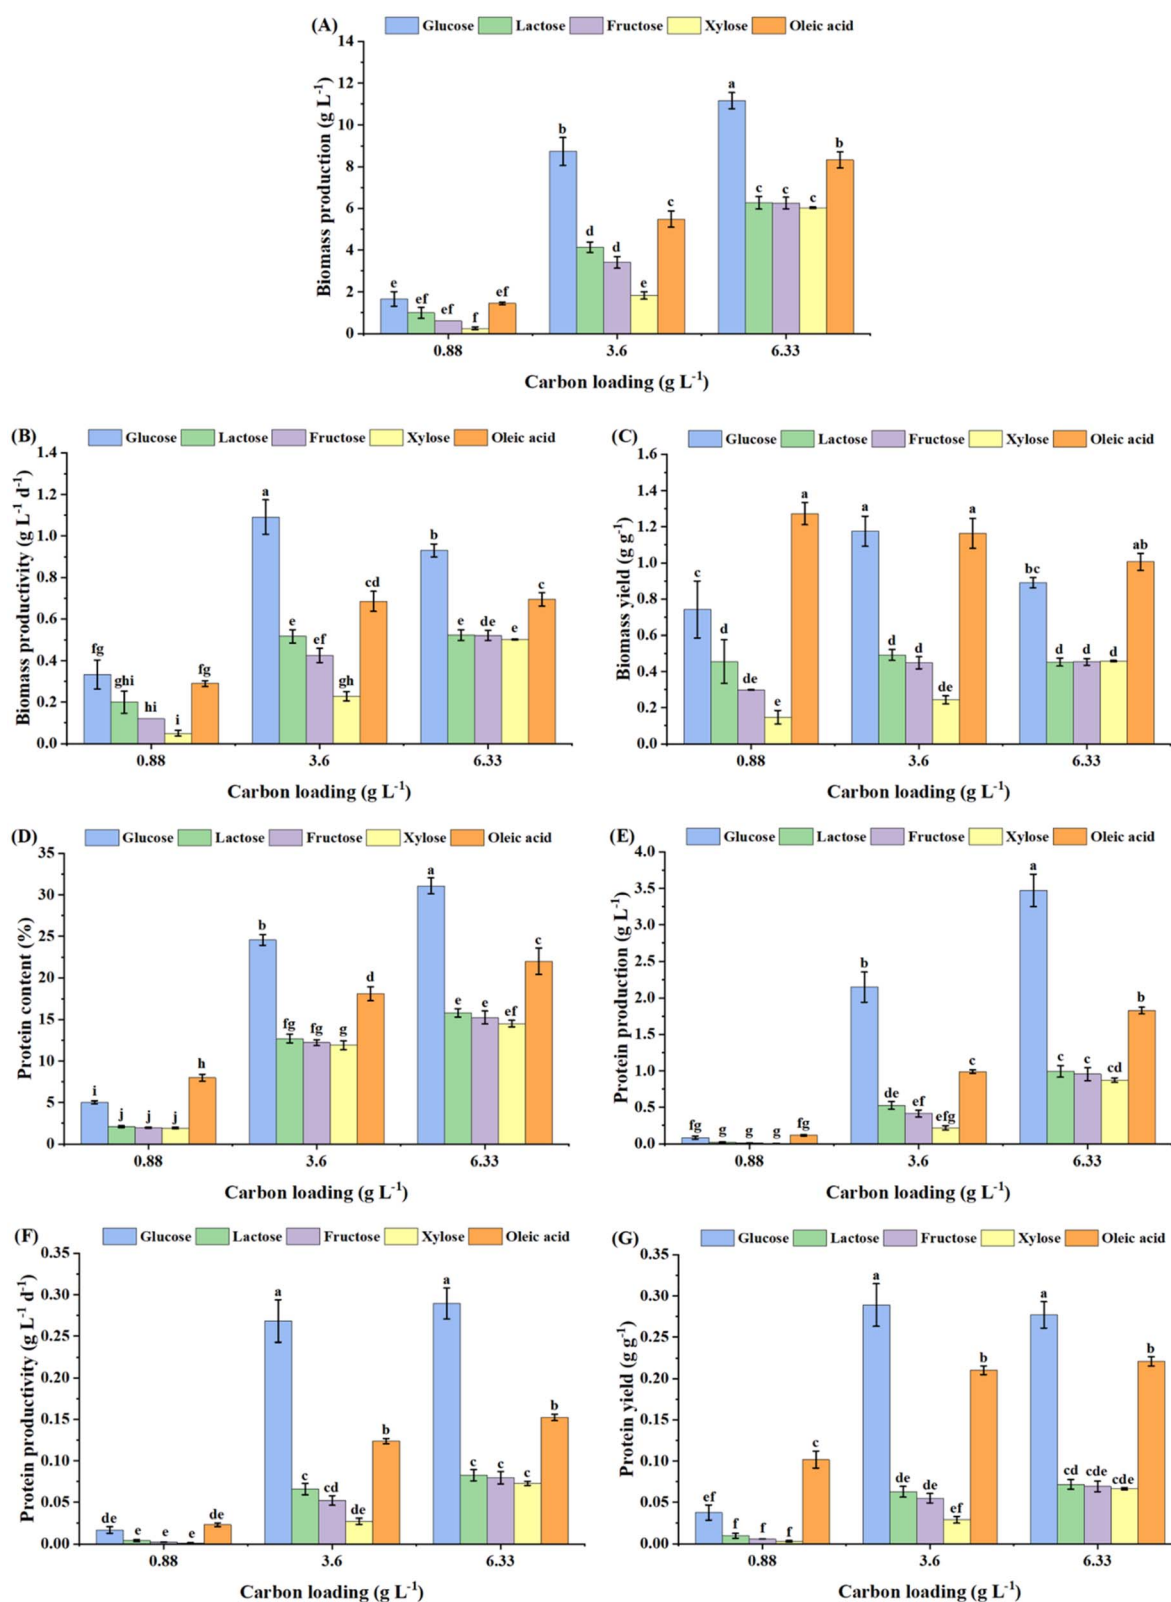 (A) Glucose Lactose Fructose Xylose Oleic acid
Biomass production (g L⁻¹)
14
12
10
8
6
4
2
0
e ef ef f ef
b d d e c
a c c c b
0.88 3.6 6.33
Carbon loading (g L⁻¹)
(B) Glucose Lactose Fructose Xylose Oleic acid
Biomass productivity (g L⁻¹ d⁻¹)
1.4
1.2
1.0
0.8
0.6
0.4
0.2
0.0
fg ghi hi i fg
a e ef gh cd
b e de e c
0.88 3.6 6.33
Carbon loading (g L⁻¹)
(C) Glucose Lactose Fructose Xylose Oleic acid
Biomass yield (g g⁻¹)
1.6
1.4
1.2
1.0
0.8
0.6
0.4
0.2
0.0
c d de e a
a d d de a
bc d d d ab
0.88 3.6 6.33
Carbon loading (g L⁻¹)
(D) Glucose Lactose Fructose Xylose Oleic acid
Protein content (%)
35
30
25
20
15
10
5
0
i j j j h
b fg fg g d
a e e ef c
0.88 3.6 6.33
Carbon loading (g L⁻¹)
(E) Glucose Lactose Fructose Xylose Oleic acid
Protein production (g L⁻¹)
4.0
3.5
3.0
2.5
2.0
1.5
1.0
0.5
0.0
fg g g g fg
b de ef efg c
a c c cd b
0.88 3.6 6.33
Carbon loading (g L⁻¹)
(F) Glucose Lactose Fructose Xylose Oleic acid
Protein productivity (g L⁻¹ d⁻¹)
0.35
0.30
0.25
0.20
0.15
0.10
0.05
0.00
de e e e de
a c cd de b
a c c c b
0.88 3.6 6.33
Carbon loading (g L⁻¹)
(G) Glucose Lactose Fructose Xylose Oleic acid
Protein yield (g g⁻¹)
0.35
0.30
0.25
0.20
0.15
0.10
0.05
0.00
ef f f f c
a de de ef b
a cd cde cde b
0.88 3.6 6.33
Carbon loading (g L⁻¹)